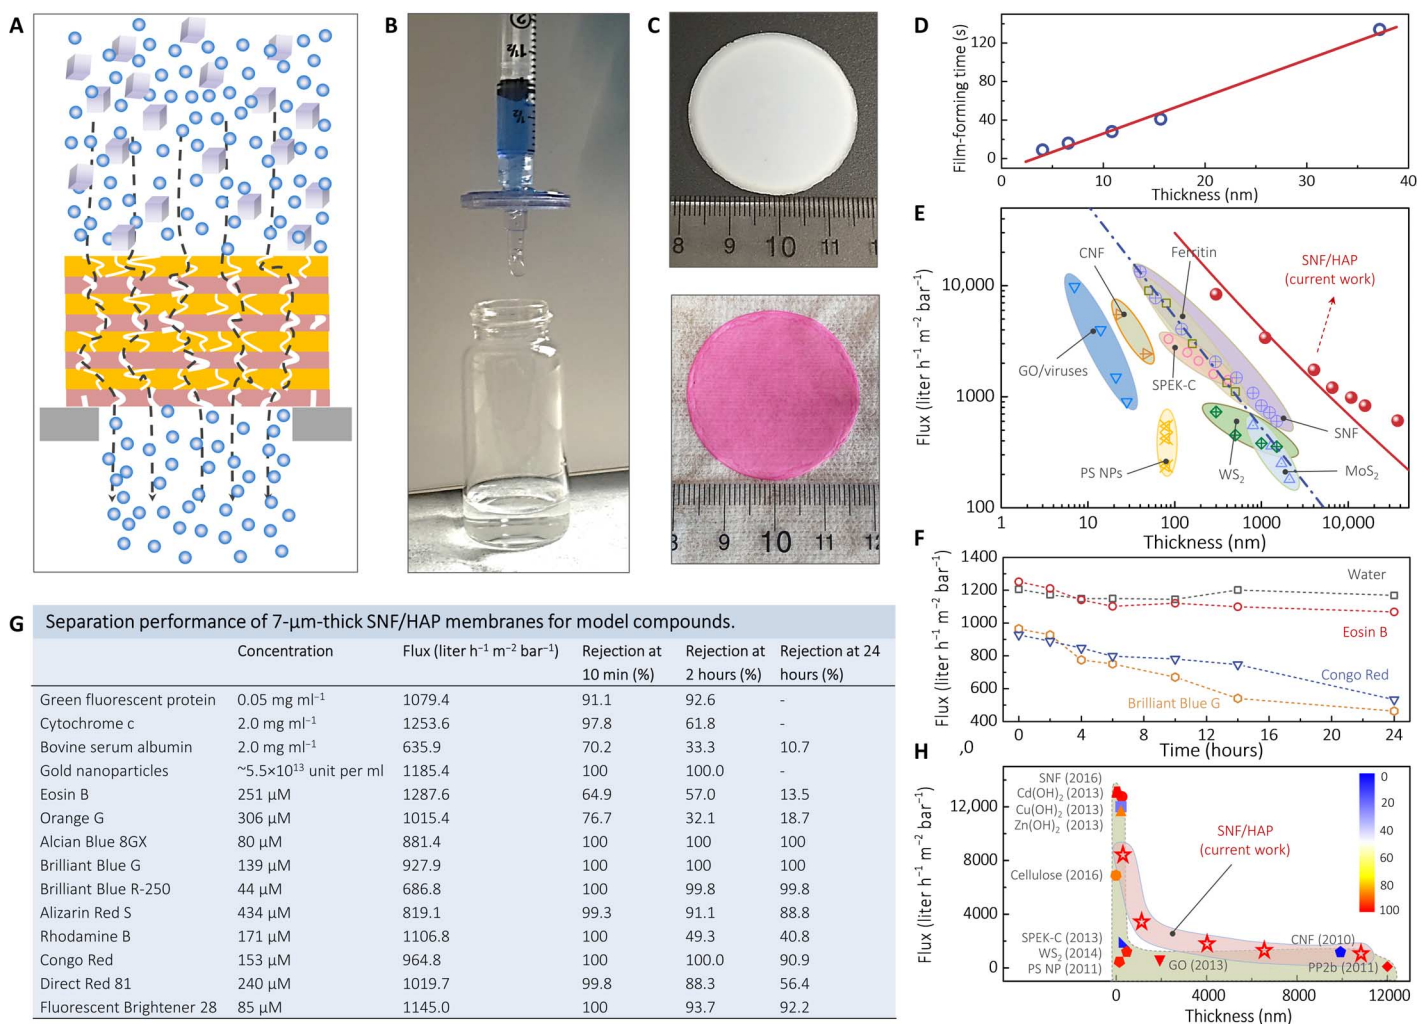 A
B
1½
½
C
8 9 10 11
8 9 10 11 12
D
Film-forming time (s)
120
80
40
0
0 10 20 30 40
Thickness (nm)
E
Flux (liter h⁻¹ m⁻² bar⁻¹)
10,000
1000
100
CNF
Ferritin
SNF/HAP
(current work)
GO/viruses
SPEK-C
PS NPs
WS₂
SNF
MoS₂
1 10 100 1000 10,000
Thickness (nm)
F
Flux (liter h⁻¹ m⁻² bar⁻¹)
1400
1200
1000
800
600
400
Water
Eosin B
Congo Red
Brilliant Blue G
0 4 8 12 16 20 24
Time (hours)
G
Separation performance of 7-μm-thick SNF/HAP membranes for model compounds.
Concentration Flux (liter h⁻¹ m⁻² bar⁻¹) Rejection at Rejection at Rejection at 24
10 min (%) 2 hours (%) hours (%)
Green fluorescent protein 0.05 mg ml⁻¹ 1079.4 91.1 92.6 -
Cytochrome c 2.0 mg ml⁻¹ 1253.6 97.8 61.8 -
Bovine serum albumin 2.0 mg ml⁻¹ 635.9 70.2 33.3 10.7
Gold nanoparticles ~5.5×10¹³ unit per ml 1185.4 100 100.0 -
Eosin B 251 μM 1287.6 64.9 57.0 13.5
Orange G 306 μM 1015.4 76.7 32.1 18.7
Alcian Blue 8GX 80 μM 881.4 100 100 100
Brilliant Blue G 139 μM 927.9 100 100 100
Brilliant Blue R-250 44 μM 686.8 100 99.8 99.8
Alizarin Red S 434 μM 819.1 99.3 91.1 88.8
Rhodamine B 171 μM 1106.8 100 49.3 40.8
Congo Red 153 μM 964.8 100 100.0 90.9
Direct Red 81 240 μM 1019.7 99.8 88.3 56.4
Fluorescent Brightener 28 85 μM 1145.0 100 93.7 92.2
H
,0
Flux (liter h⁻¹ m⁻² bar⁻¹)
12,000
8000
4000
0
SNF (2016)
Cd(OH)₂ (2013)
Cu(OH)₂ (2013)
Zn(OH)₂ (2013)
Cellulose (2016)
SPEK-C (2013)
WS₂ (2014)
PS NP (2011)
SNF/HAP
(current work)
GO (2013)
CNF (2010)
PP2b (2011)
0
20
40
60
80
100
0 4000 8000 12000
Thickness (nm)